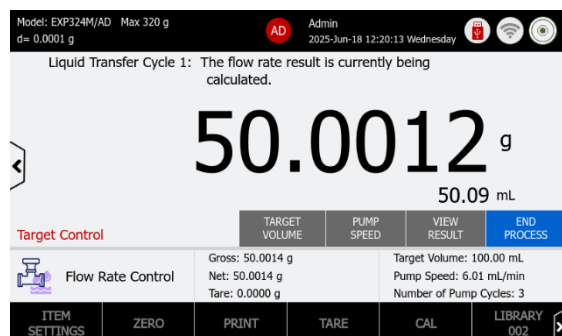 Model: EXP324M/AD Max 320 g
d= 0.0001 g
AD
Admin
2025-Jun-18 12:20:13 Wednesday
Liquid Transfer Cycle 1: The flow rate result is currently being
calculated.
50.0012 g
50.09 mL
Target Control
TARGET
VOLUME
PUMP
SPEED
VIEW
RESULT
END
PROCESS
Flow Rate Control
Gross: 50.0014 g
Net: 50.0014 g
Tare: 0.0000 g
Target Volume: 100.00 mL
Pump Speed: 6.01 mL/min
Number of Pump Cycles: 3
ITEM
SETTINGS
ZERO
PRINT
TARE
CAL
LIBRARY
002